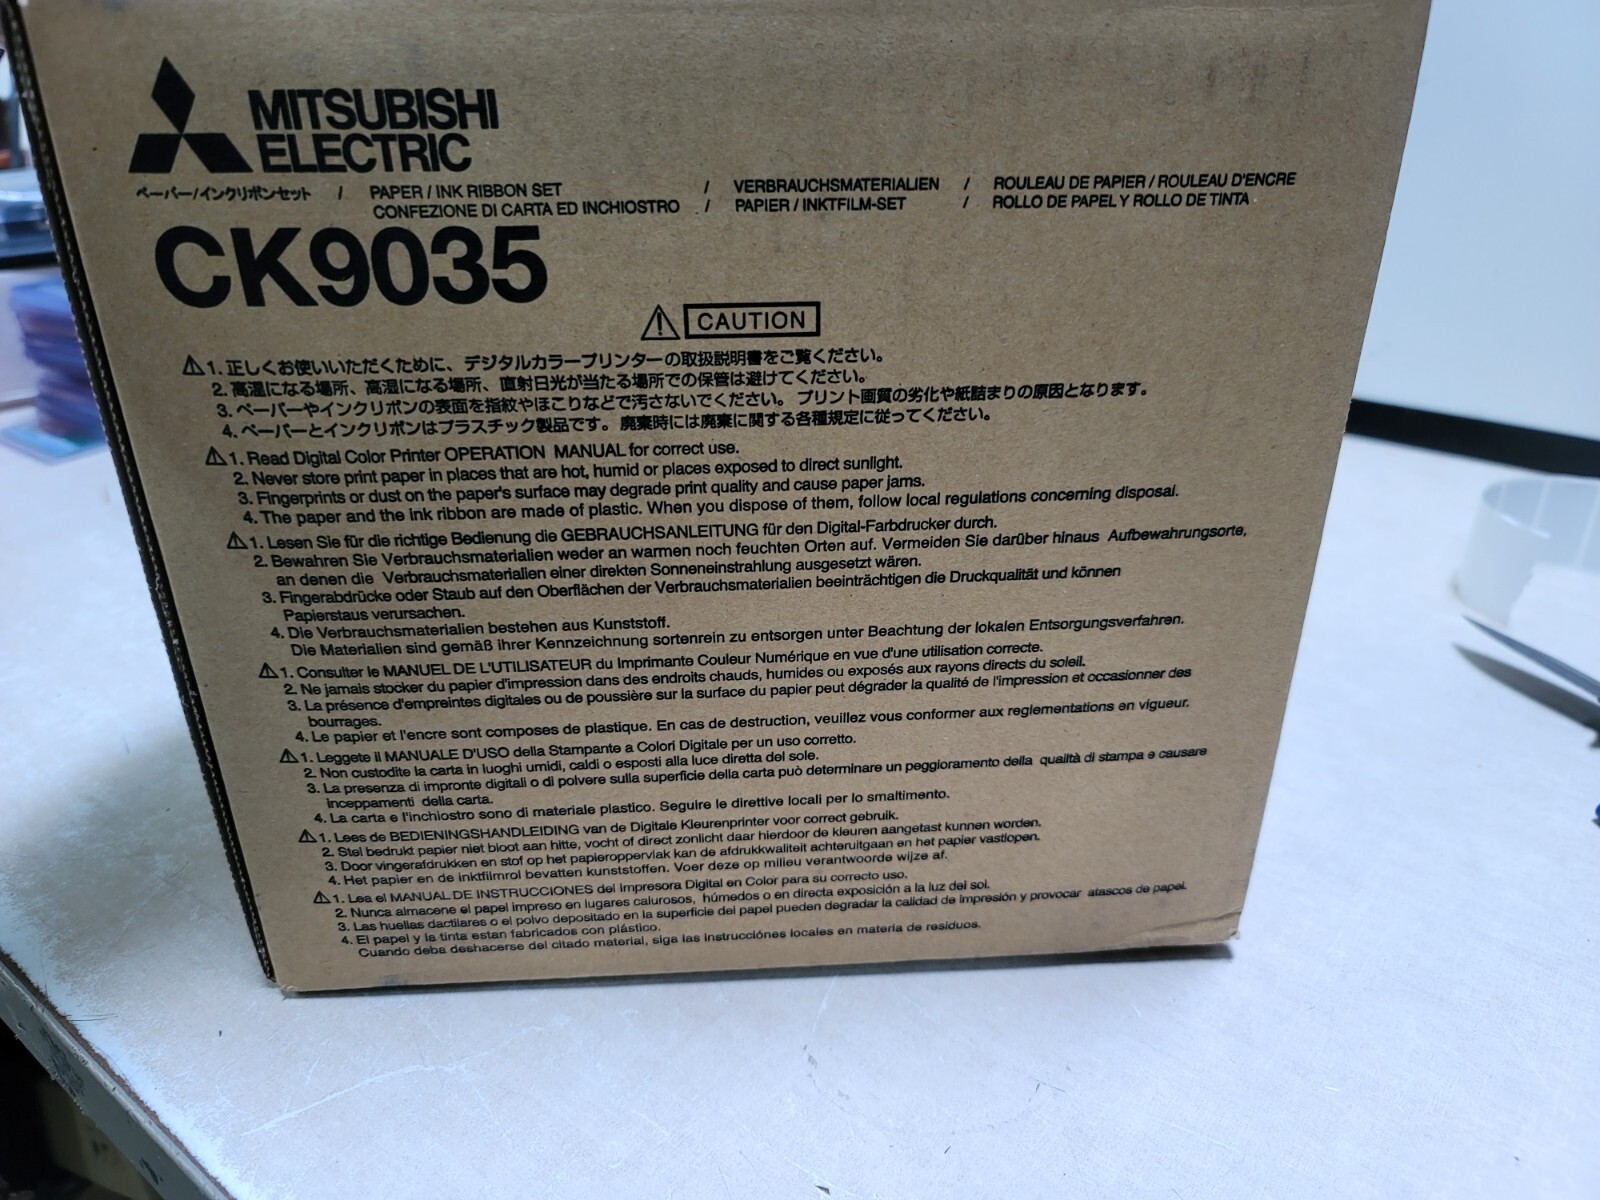 MITSUBISHI
ELECTRIC
ペーパー/インクリボンセット / PAPER / INK RIBBON SET / VERBRAUCHSMATERIALIEN / ROULEAU DE PAPIER / ROULEAU D'ENCRE
CONFEZIONE DI CARTA ED INCHIOSTRO / PAPIER / INKTFILM-SET / ROLLO DE PAPEL Y ROLLO DE TINTA
CK9035
⚠ CAUTION
⚠1. 正しくお使いいただくために、デジタルカラープリンターの取扱説明書をご覧ください。
2. 高温になる場所、高湿になる場所、直射日光が当たる場所での保管は避けてください。
3. ペーパーやインクリボンの表面を指紋やほこりなどで汚さないでください。 プリント画質の劣化や紙詰まりの原因となります。
4. ペーパーとインクリボンはプラスチック製品です。 廃棄時には廃棄に関する各種規定に従ってください。
⚠1. Read Digital Color Printer OPERATION MANUAL for correct use.
2. Never store print paper in places that are hot, humid or places exposed to direct sunlight.
3. Fingerprints or dust on the paper's surface may degrade print quality and cause paper jams.
4. The paper and the ink ribbon are made of plastic. When you dispose of them, follow local regulations concerning disposal.
⚠1. Lesen Sie für die richtige Bedienung die GEBRAUCHSANLEITUNG für den Digital-Farbdrucker durch.
2. Bewahren Sie Verbrauchsmaterialien weder an warmen noch feuchten Orten auf. Vermeiden Sie darüber hinaus Aufbewahrungsorte,
an denen die Verbrauchsmaterialien einer direkten Sonneneinstrahlung ausgesetzt wären.
3. Fingerabdrücke oder Staub auf den Oberflächen der Verbrauchsmaterialien beeinträchtigen die Druckqualität und können
Papierstaus verursachen.
4. Die Verbrauchsmaterialien bestehen aus Kunststoff.
Die Materialien sind gemäß ihrer Kennzeichnung sortenrein zu entsorgen unter Beachtung der lokalen Entsorgungsverfahren.
⚠1. Consulter le MANUEL DE L'UTILISATEUR du Imprimante Couleur Numérique en vue d'une utilisation correcte.
2. Ne jamais stocker du papier d'impression dans des endroits chauds, humides ou exposés aux rayons directs du soleil.
3. La présence d'empreintes digitales ou de poussière sur la surface du papier peut dégrader la qualité de l'impression et occasionner des
bourrages.
4. Le papier et l'encre sont composes de plastique. En cas de destruction, veuillez vous conformer aux reglementations en vigueur.
⚠1. Leggete il MANUALE D'USO della Stampante a Colori Digitale per un uso corretto.
2. Non custodite la carta in luoghi umidi, caldi o esposti alla luce diretta del sole.
3. La presenza di impronte digitali o di polvere sulla superficie della carta può determinare un peggioramento della quailtà di stampa e causare
inceppamenti della carta.
4. La carta e l'inchiostro sono di materiale plastico. Seguire le direttive locali per lo smaltimento.
⚠1. Lees de BEDIENINGSHANDLEIDING van de Digitale Kleurenprinter voor correct gebruik.
2. Stel bedrukt papier niet bloot aan hitte, vocht of direct zonlicht daar hierdoor de kleuren aangetast kunnen worden.
3. Door vingerafdrukken en stof op het papieroppervlak kan de afdrukkwaliteit achteruitgaan en het papier vastlopen.
4. Het papier en de inktfilmrol bevatten kunststoffen. Voer deze op milieu verantwoorde wijze af.
⚠1. Lea el MANUAL DE INSTRUCCIONES del Impresora Digital en Color para su correcto uso.
2. Nunca almacene el papel impreso en lugares calurosos, húmedos o en directa exposición a la luz del sol.
3. Las huellas dactilares o el polvo depositado en la superficie del papel pueden degradar la calidad de impresión y provocar atascos de papel.
4. El papel y la tinta estan fabricados con plástico.
Cuando deba deshacerse del citado material, siga las instrucciónes locales en materia de residuos.